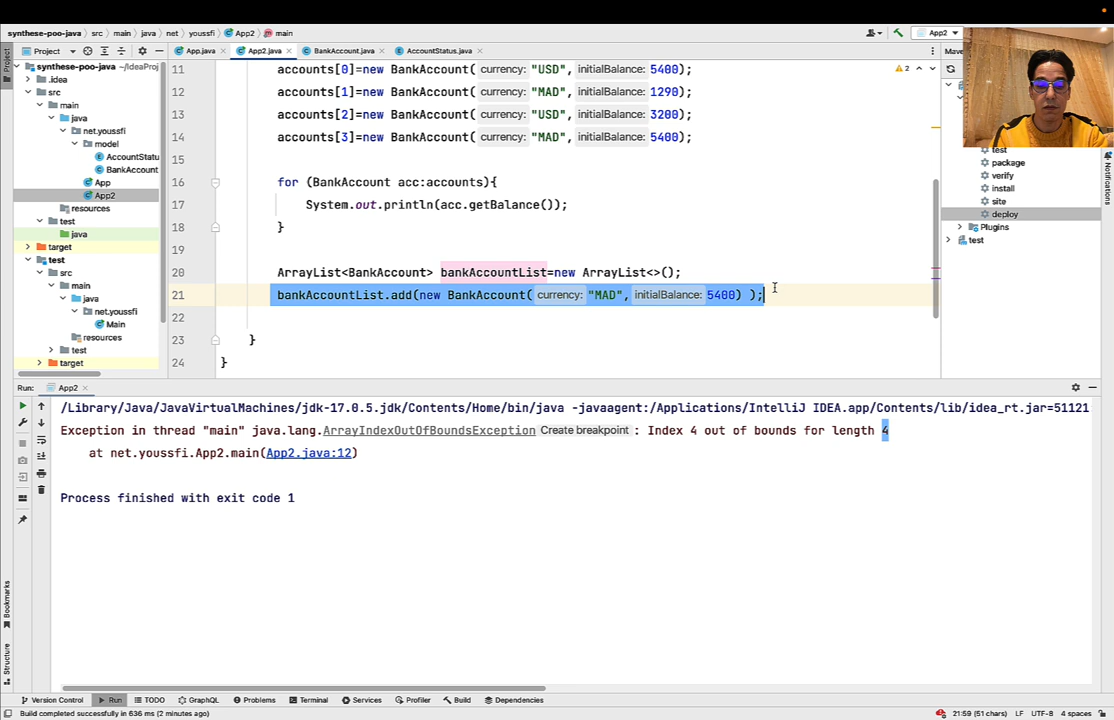 synthese-poo-java › src › main › java › net › youssfi › App2 › main
App2
Project
App.java
App2.java
BankAccount.java
AccountStatus.java
Project
synthese-poo-java ~/IdeaProj
.idea
src
main
java
net.youssfi
model
AccountStatu
BankAccount
App
App2
resources
test
java
target
test
src
main
java
net.youssfi
Main
resources
test
target
11 accounts[0]=new BankAccount( currency: "USD", initialBalance: 5400);
12 accounts[1]=new BankAccount( currency: "MAD", initialBalance: 1290);
13 accounts[2]=new BankAccount( currency: "USD", initialBalance: 3200);
14 accounts[3]=new BankAccount( currency: "MAD", initialBalance: 5400);
15
16 for (BankAccount acc:accounts){
17 System.out.println(acc.getBalance());
18 }
19
20 ArrayList<BankAccount> bankAccountList=new ArrayList<>();
21 bankAccountList.add(new BankAccount( currency: "MAD", initialBalance: 5400) );
22
23 }
24 }
2
Mave
test
package
verify
install
site
deploy
Plugins
test
Notifications
Run: App2
/Library/Java/JavaVirtualMachines/jdk-17.0.5.jdk/Contents/Home/bin/java -javaagent:/Applications/IntelliJ IDEA.app/Contents/lib/idea_rt.jar=51121
Exception in thread "main" java.lang.ArrayIndexOutOfBoundsException Create breakpoint : Index 4 out of bounds for length 4
at net.youssfi.App2.main(App2.java:12)
Process finished with exit code 1
Bookmarks
Structure
Version Control Run TODO GraphQL Problems Terminal Services Profiler Build Dependencies
Build completed successfully in 636 ms (2 minutes ago)
21:59 (51 chars) LF UTF-8 4 spaces